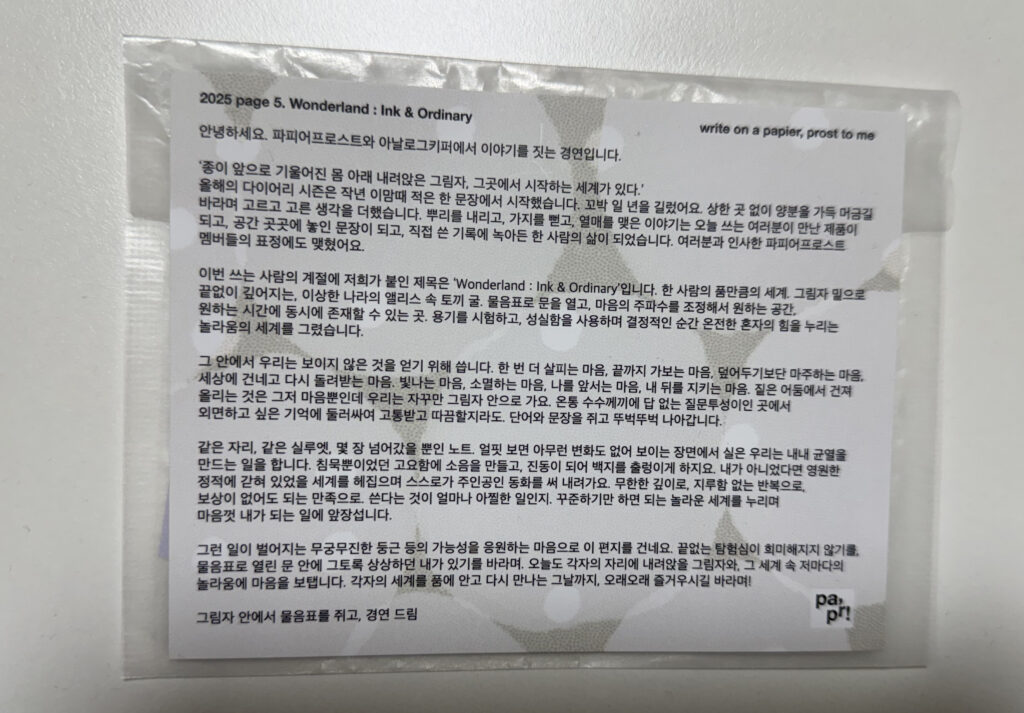 2025 page 5. Wonderland : Ink & Ordinary
write on a papier, prost to me
안녕하세요. 파피어프로스트와 아날로그키퍼에서 이야기를 짓는 경연입니다.
'종이 앞으로 기울어진 몸 아래 내려앉은 그림자, 그곳에서 시작하는 세계가 있다.'
올해의 다이어리 시즌은 작년 이맘때 적은 한 문장에서 시작했습니다. 꼬박 일 년을 길렀어요. 상한 곳 없이 양분을 가득 머금길
바라며 고르고 고른 생각을 더했습니다. 뿌리를 내리고, 가지를 뻗고, 열매를 맺은 이야기는 오늘 쓰는 여러분이 만난 제품이
되고, 공간 곳곳에 놓인 문장이 되고, 직접 쓴 기록에 녹아든 한 사람의 삶이 되었습니다. 여러분과 인사한 파피어프로스트
멤버들의 표정에도 맺혔어요.
이번 쓰는 사람의 계절에 저희가 붙인 제목은 'Wonderland : Ink & Ordinary'입니다. 한 사람의 품만큼의 세계. 그림자 밑으로
끝없이 깊어지는, 이상한 나라의 앨리스 속 토끼 굴. 물음표로 문을 열고, 마음의 주파수를 조정해서 원하는 공간,
원하는 시간에 동시에 존재할 수 있는 곳. 용기를 시험하고, 성실함을 사용하며 결정적인 순간 온전한 혼자의 힘을 누리는
놀라움의 세계를 그렸습니다.
그 안에서 우리는 보이지 않은 것을 얻기 위해 씁니다. 한 번 더 살피는 마음, 끝까지 가보는 마음, 덮어두기보단 마주하는 마음,
세상에 건네고 다시 돌려받는 마음. 빛나는 마음, 소멸하는 마음, 나를 앞서는 마음, 내 뒤를 지키는 마음. 짙은 어둠에서 건져
올리는 것은 그저 마음뿐인데 우리는 자꾸만 그림자 안으로 가요. 온통 수수께끼에 답 없는 질문투성이인 곳에서
외면하고 싶은 기억에 둘러싸여 고통받고 따끔할지라도. 단어와 문장을 쥐고 뚜벅뚜벅 나아갑니다.
같은 자리, 같은 실루엣, 몇 장 넘어갔을 뿐인 노트. 얼핏 보면 아무런 변화도 없어 보이는 장면에서 실은 우리는 내내 균열을
만드는 일을 합니다. 침묵뿐이었던 고요함에 소음을 만들고, 진동이 되어 백지를 출렁이게 하지요. 내가 아니었다면 영원한
정적에 갇혀 있었을 세계를 헤집으며 스스로가 주인공인 동화를 써 내려가요. 무한한 깊이로, 지루함 없는 반복으로,
보상이 없어도 되는 만족으로. 쓴다는 것이 얼마나 아찔한 일인지. 꾸준하기만 하면 되는 놀라운 세계를 누리며
마음껏 내가 되는 일에 앞장섭니다.
그런 일이 벌어지는 무궁무진한 둥근 등의 가능성을 응원하는 마음으로 이 편지를 건네요. 끝없는 탐험심이 희미해지지 않기를,
물음표로 열린 문 안에 그토록 상상하던 내가 있기를 바라며. 오늘도 각자의 자리에 내려앉을 그림자와, 그 세계 속 저마다의
놀라움에 마음을 보탭니다. 각자의 세계를 품에 안고 다시 만나는 그날까지, 오래오래 즐거우시길 바라며!
그림자 안에서 물음표를 쥐고, 경연 드림
pa,
pr!